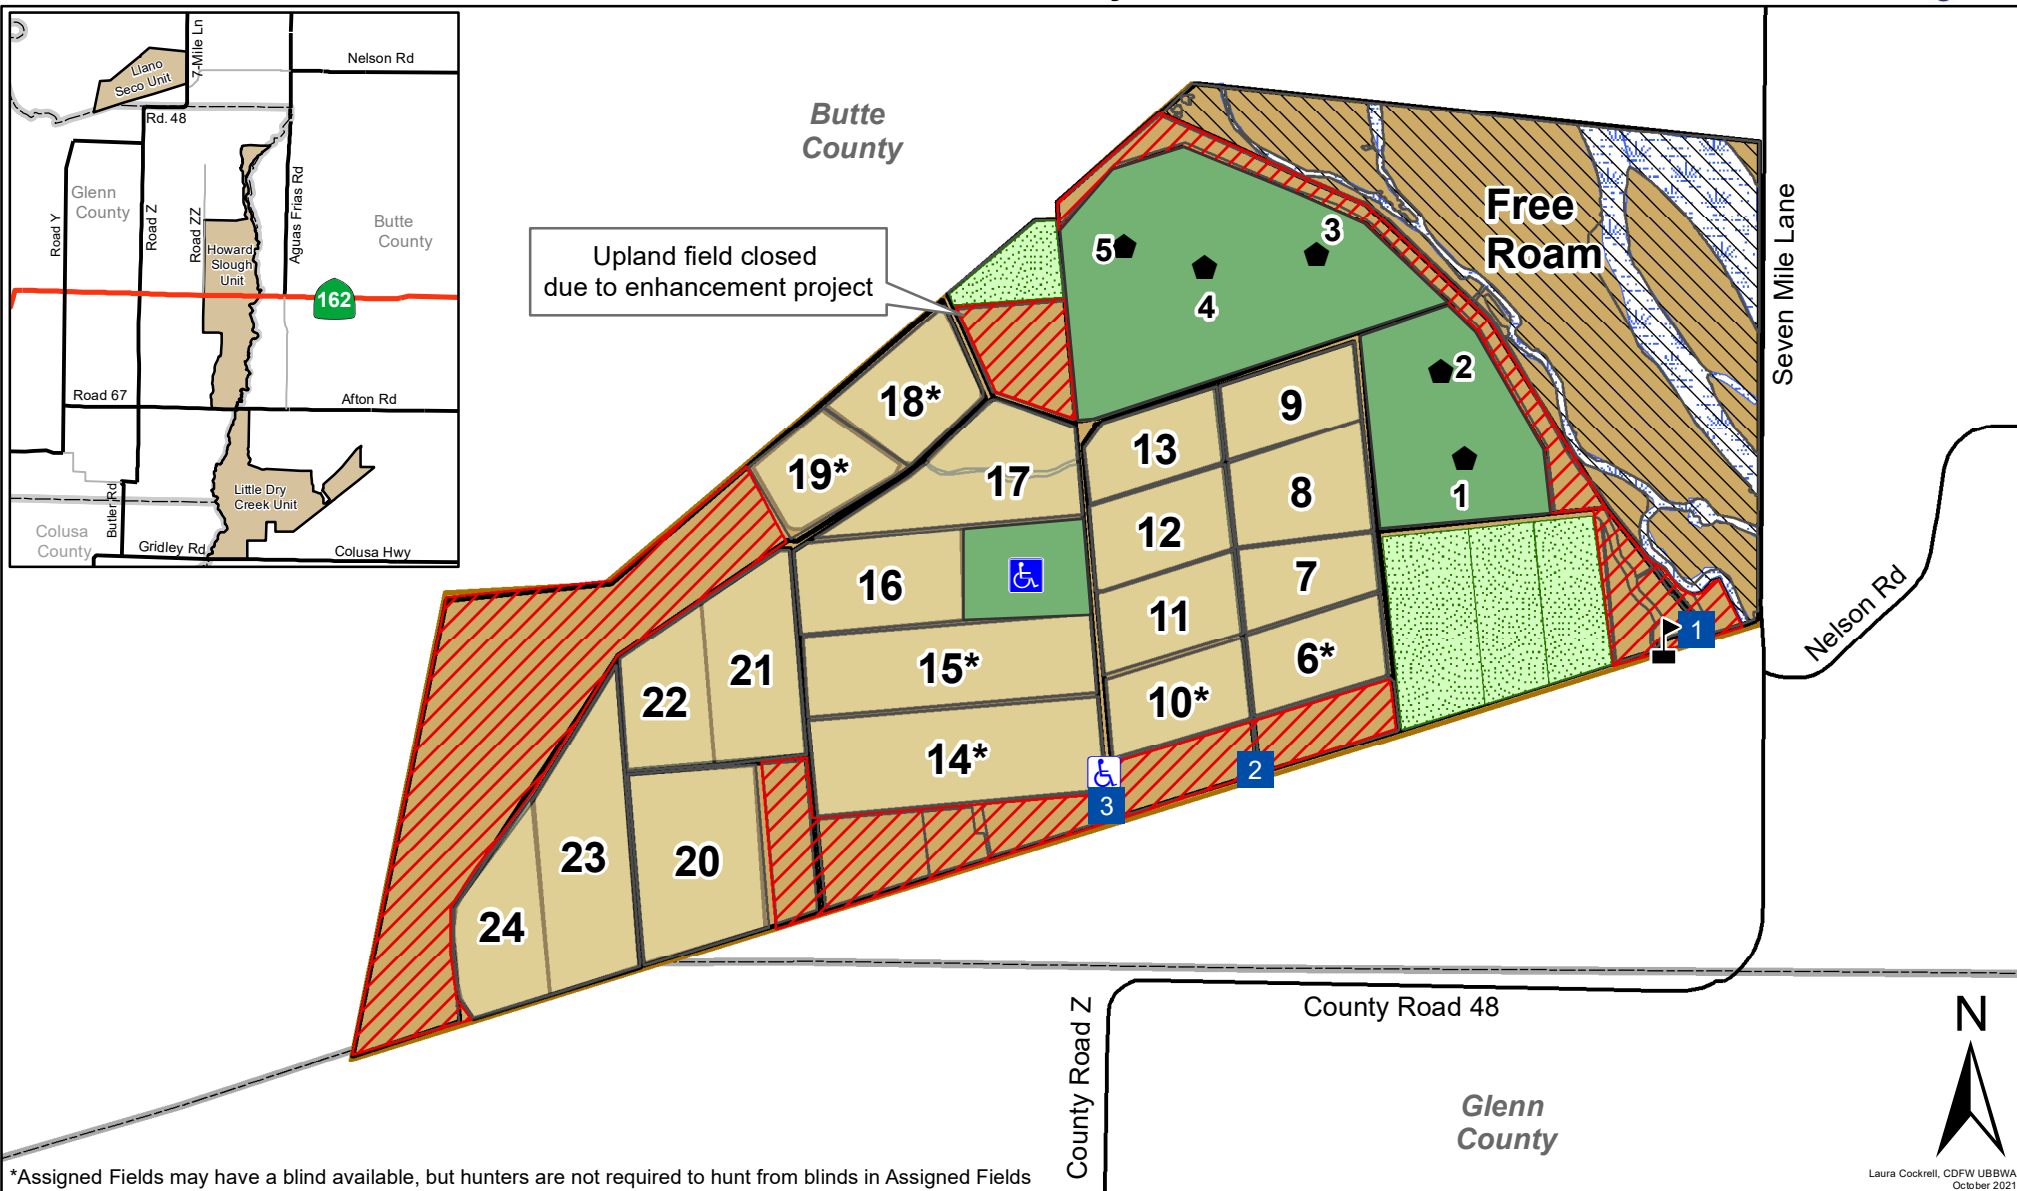 Llano
Seco Unit
7-Mile Ln
Nelson Rd
Rd. 48
Glenn
County
Road Y
Road Z
Road ZZ
Aguas Frias Rd
Butte
County
Howard
Slough
Unit
162
Road 67
Afton Rd
Little Dry
Creek Unit
Butler Rd
Colusa
County
Gridley Rd
Colusa Hwy
Butte
County
Upland field closed
due to enhancement project
Free
Roam
Seven Mile Lane
Nelson Rd
5
3
4
2
1
18*
19*
17
13
9
12
8
16
11
7
15*
10*
6*
22
21
14*
23
20
24
1
2
3
County Road 48
County Road Z
Glenn
County
N
*Assigned Fields may have a blind available, but hunters are not required to hunt from blinds in Assigned Fields
Laura Cockrell, CDFW UBBWA
October 2021